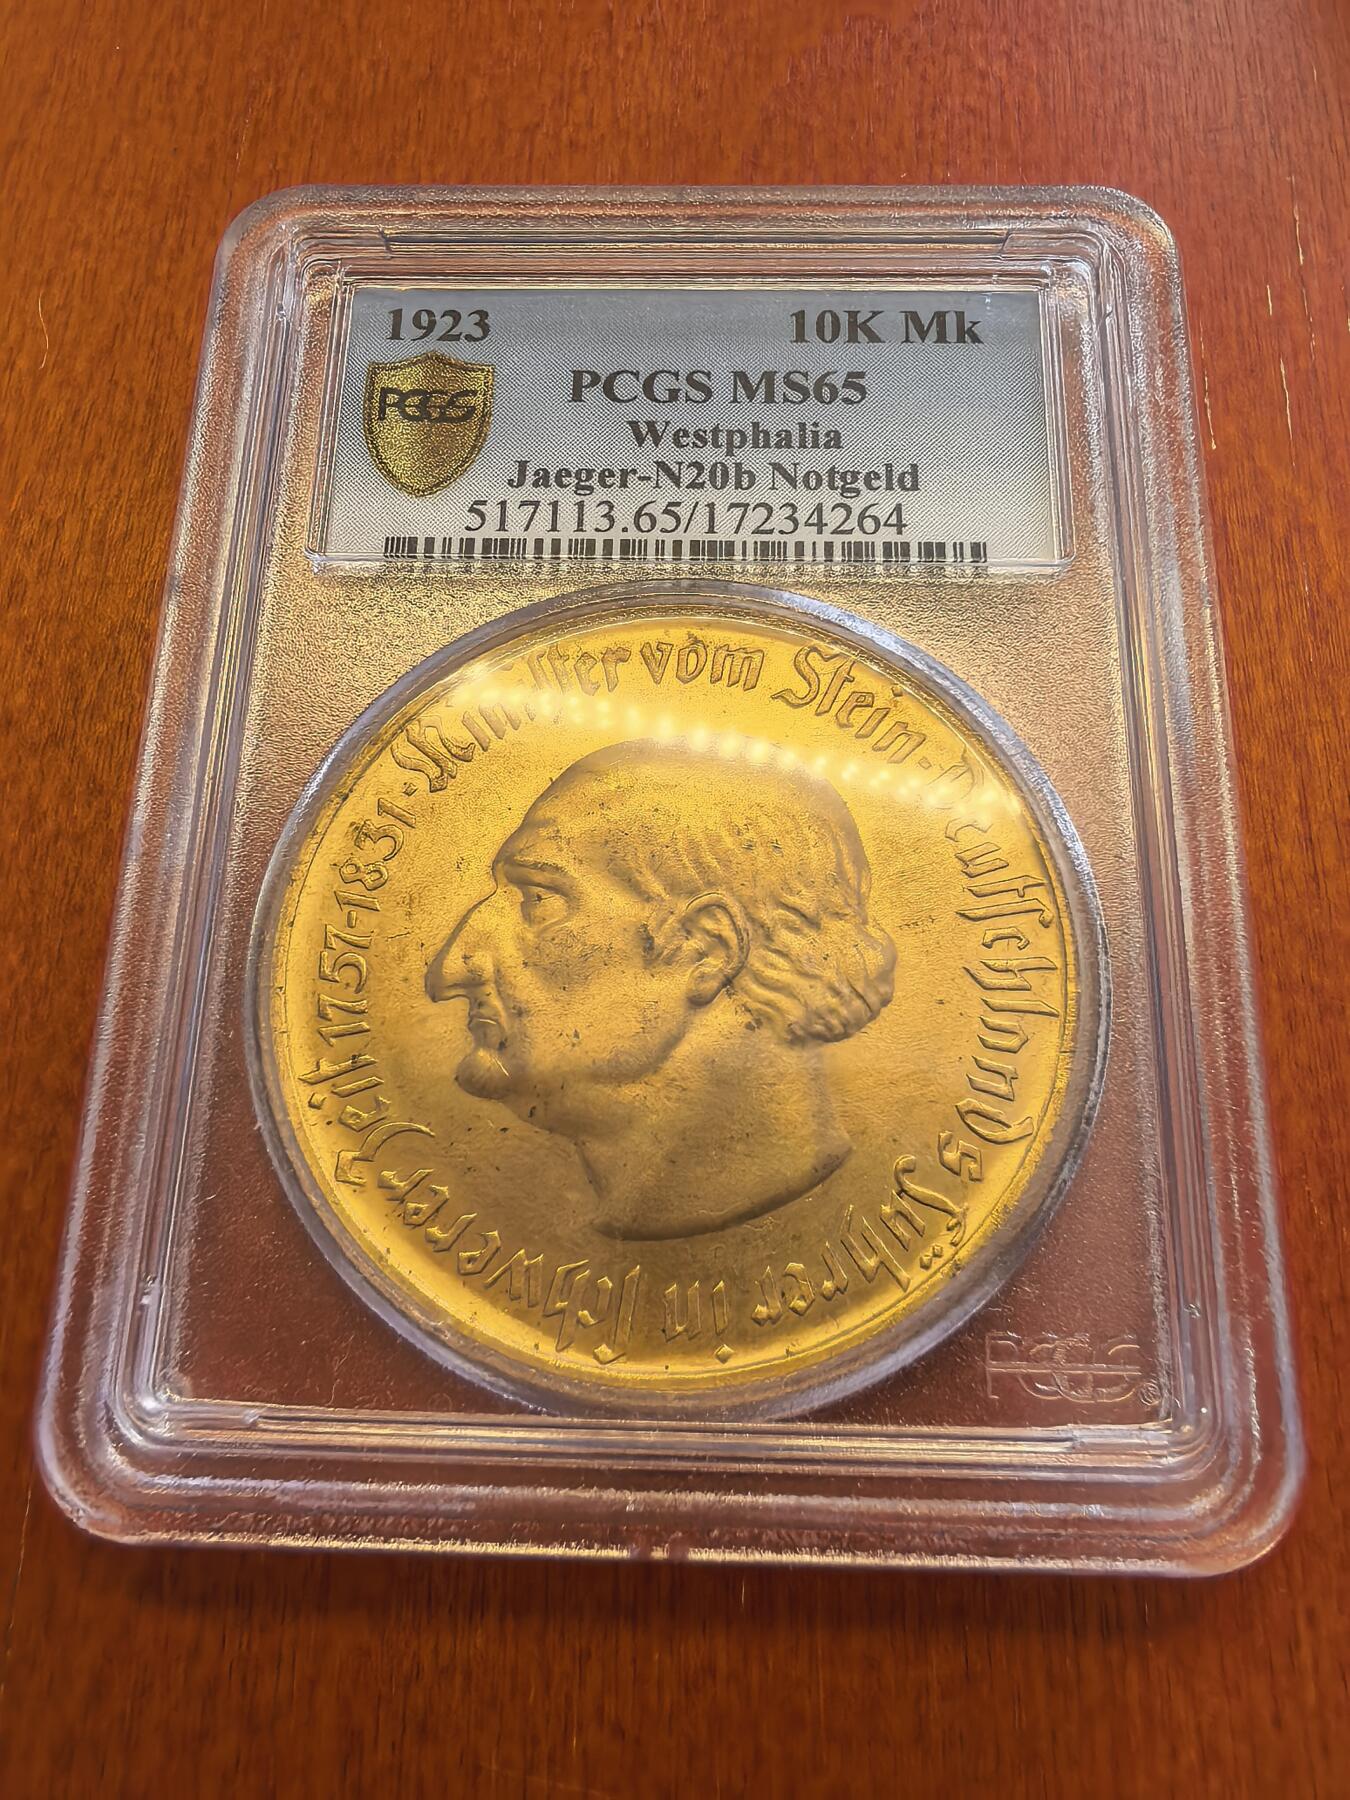 1923 10K Mk
PCGS
PCGS MS65
Westphalia
Jaeger-N20b Notgeld
517113.65/17234264
Minister vom Stein · Deutschlands Führer in schwerer Zeit 1757-1831 ·
PCGS